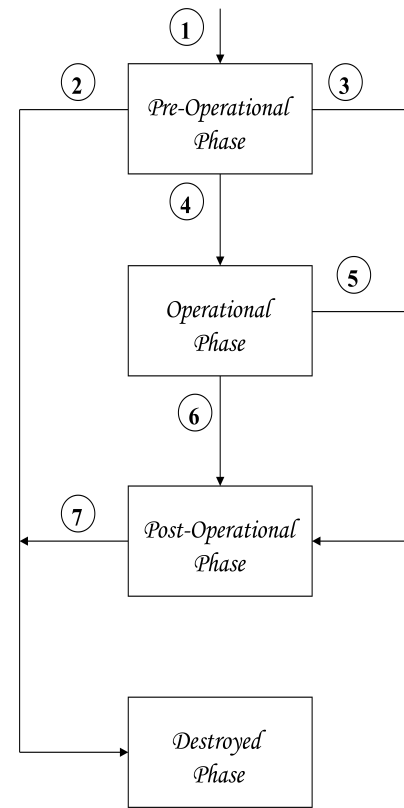 1
2
3
Pre-Operational
Phase
4
5
Operational
Phase
6
7
Post-Operational
Phase
Destroyed
Phase